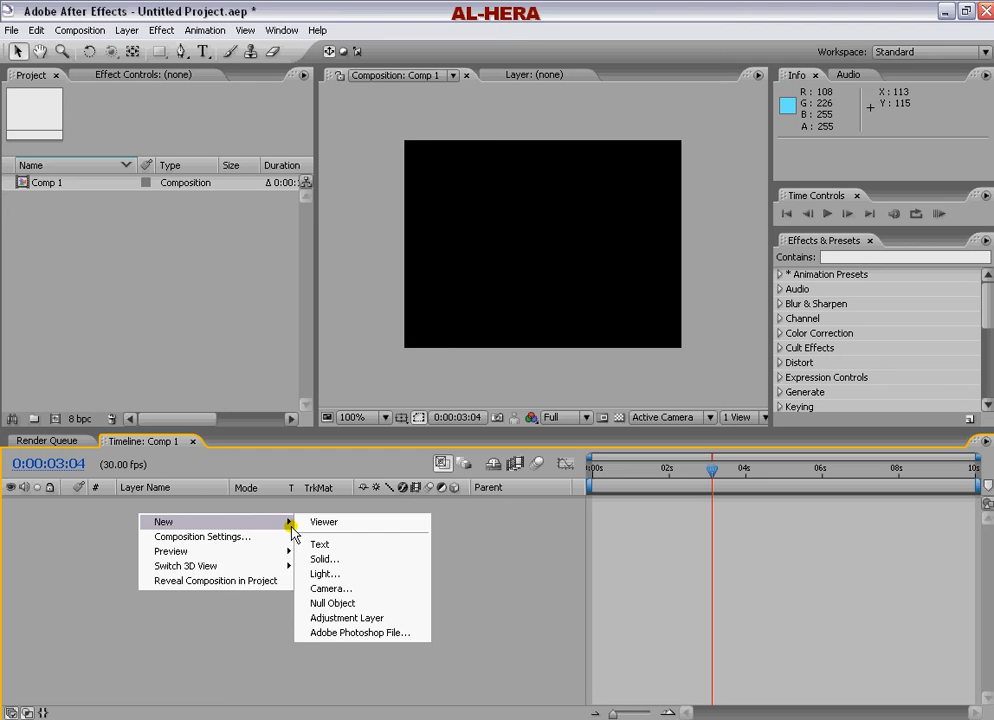 Adobe After Effects - Untitled Project.aep *
AL-HERA
File Edit Composition Layer Effect Animation View Window Help
Workspace: Standard
Project × Effect Controls: (none)
Composition: Comp 1 × Layer: (none)
Info × Audio
R : 108 X : 113
G : 226 Y : 115
B : 255
A : 255
Name Type Size Duration
Comp 1 Composition Δ 0:00:
Time Controls ×
Effects & Presets ×
Contains:
* Animation Presets
Audio
Blur & Sharpen
Channel
Color Correction
Cult Effects
Distort
Expression Controls
Generate
Keying
8 bpc
100% 0:00:03:04 Full Active Camera 1 View
Render Queue Timeline: Comp 1 ×
0:00:03:04 (30.00 fps)
:00s 02s 04s 06s 08s 10s
# Layer Name Mode T TrkMat Parent
New
Composition Settings...
Preview
Switch 3D View
Reveal Composition in Project
Viewer
Text
Solid...
Light...
Camera...
Null Object
Adjustment Layer
Adobe Photoshop File...